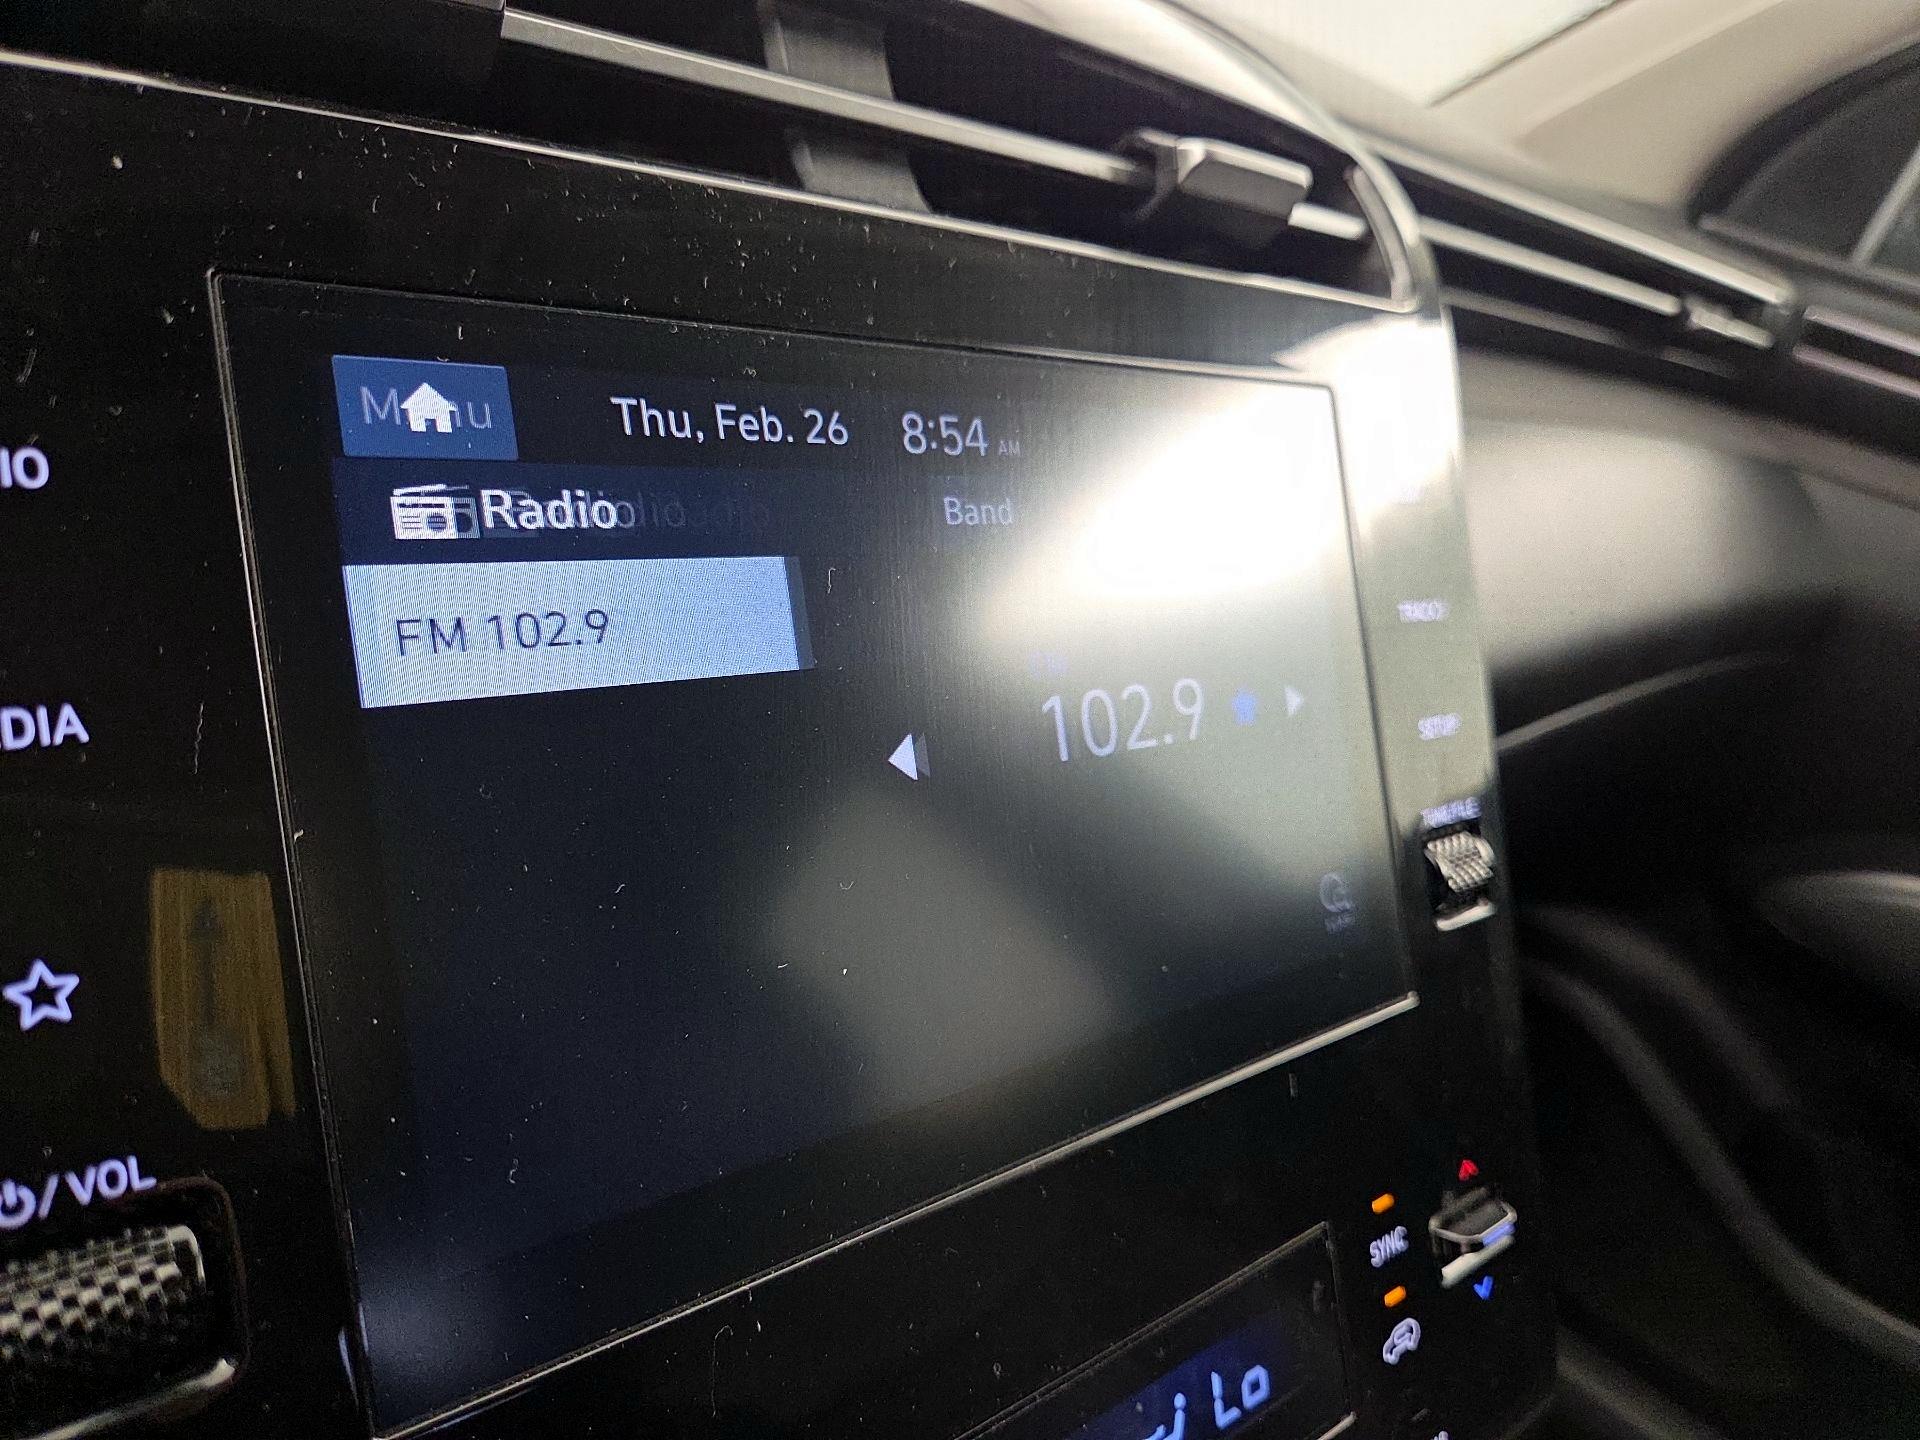 Menu
Thu, Feb. 26 8:54 AM
Radio
Band
FM 102.9
102.9
IO
DIA
/ VOL
SETUP
SYNC
Lo